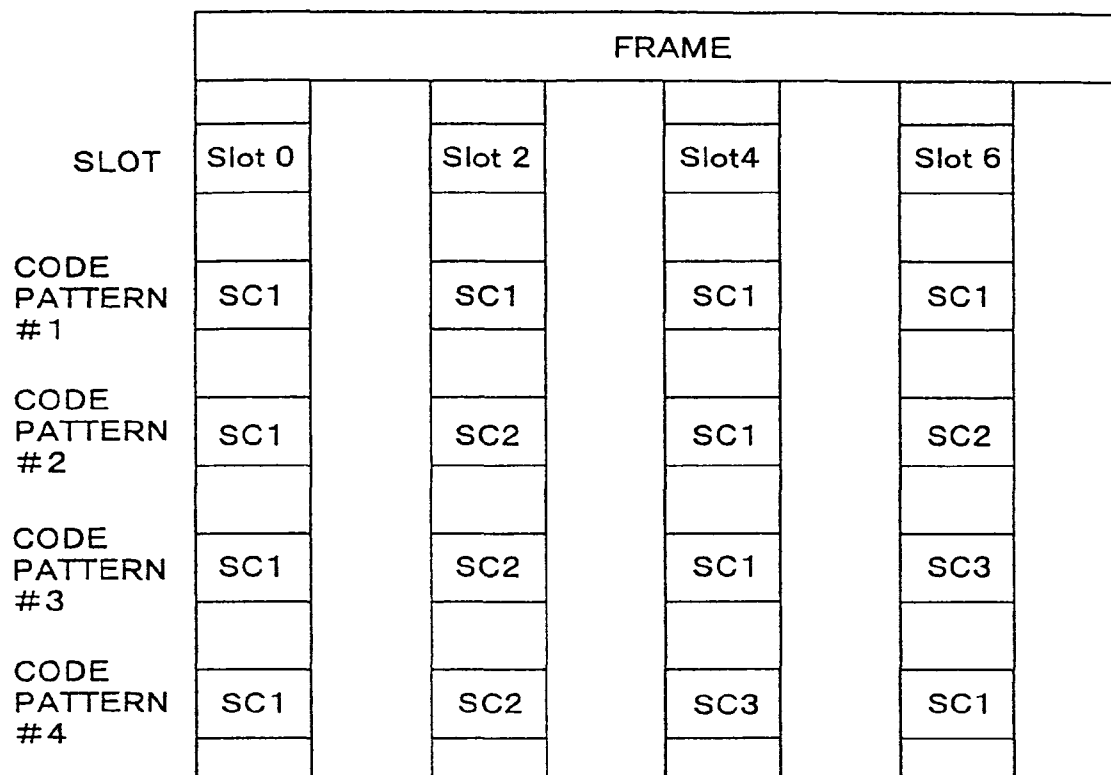 FRAME
SLOT Slot 0 Slot 2 Slot4 Slot 6
CODE
PATTERN
#1
SC1 SC1 SC1 SC1
CODE
PATTERN
#2
SC1 SC2 SC1 SC2
CODE
PATTERN
#3
SC1 SC2 SC1 SC3
CODE
PATTERN
#4
SC1 SC2 SC3 SC1